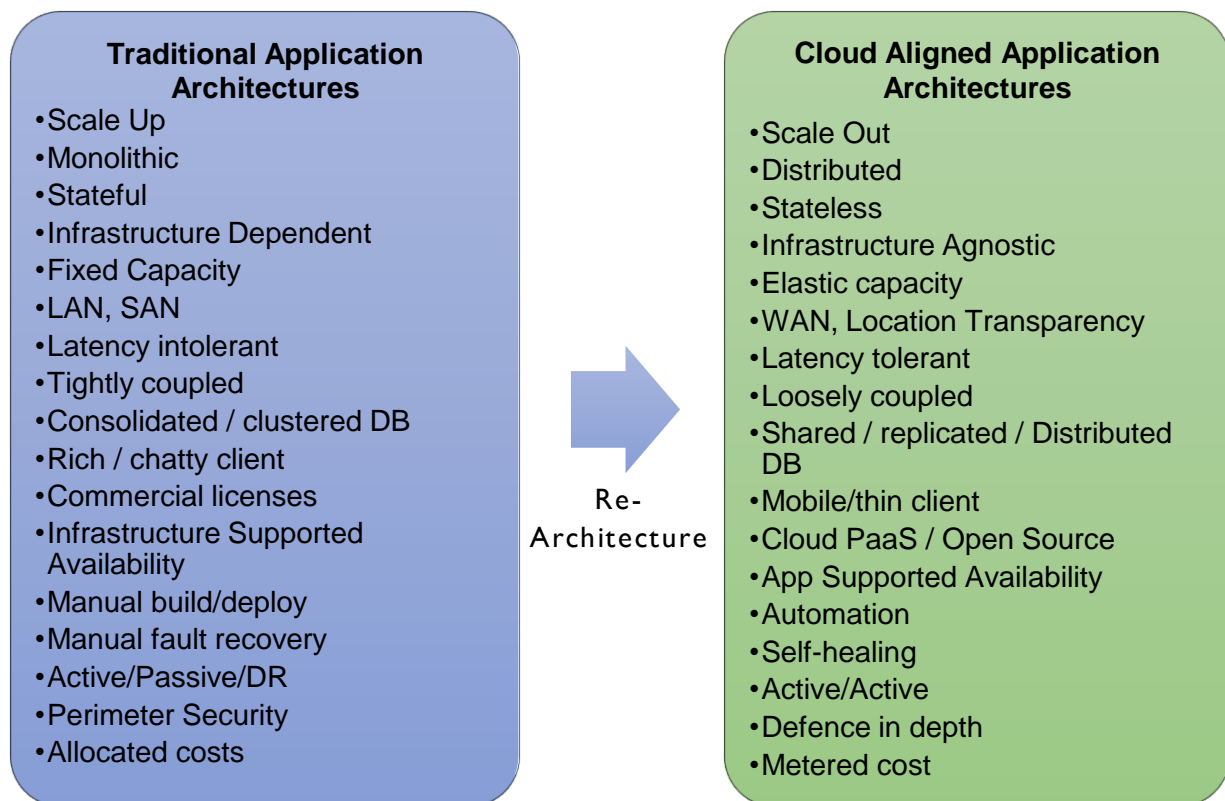 Traditional Application
Architectures
•Scale Up
•Monolithic
•Stateful
•Infrastructure Dependent
•Fixed Capacity
•LAN, SAN
•Latency intolerant
•Tightly coupled
•Consolidated / clustered DB
•Rich / chatty client
•Commercial licenses
•Infrastructure Supported
Availability
•Manual build/deploy
•Manual fault recovery
•Active/Passive/DR
•Perimeter Security
•Allocated costs
Re-
Architecture
Cloud Aligned Application
Architectures
•Scale Out
•Distributed
•Stateless
•Infrastructure Agnostic
•Elastic capacity
•WAN, Location Transparency
•Latency tolerant
•Loosely coupled
•Shared / replicated / Distributed
DB
•Mobile/thin client
•Cloud PaaS / Open Source
•App Supported Availability
•Automation
•Self-healing
•Active/Active
•Defence in depth
•Metered cost